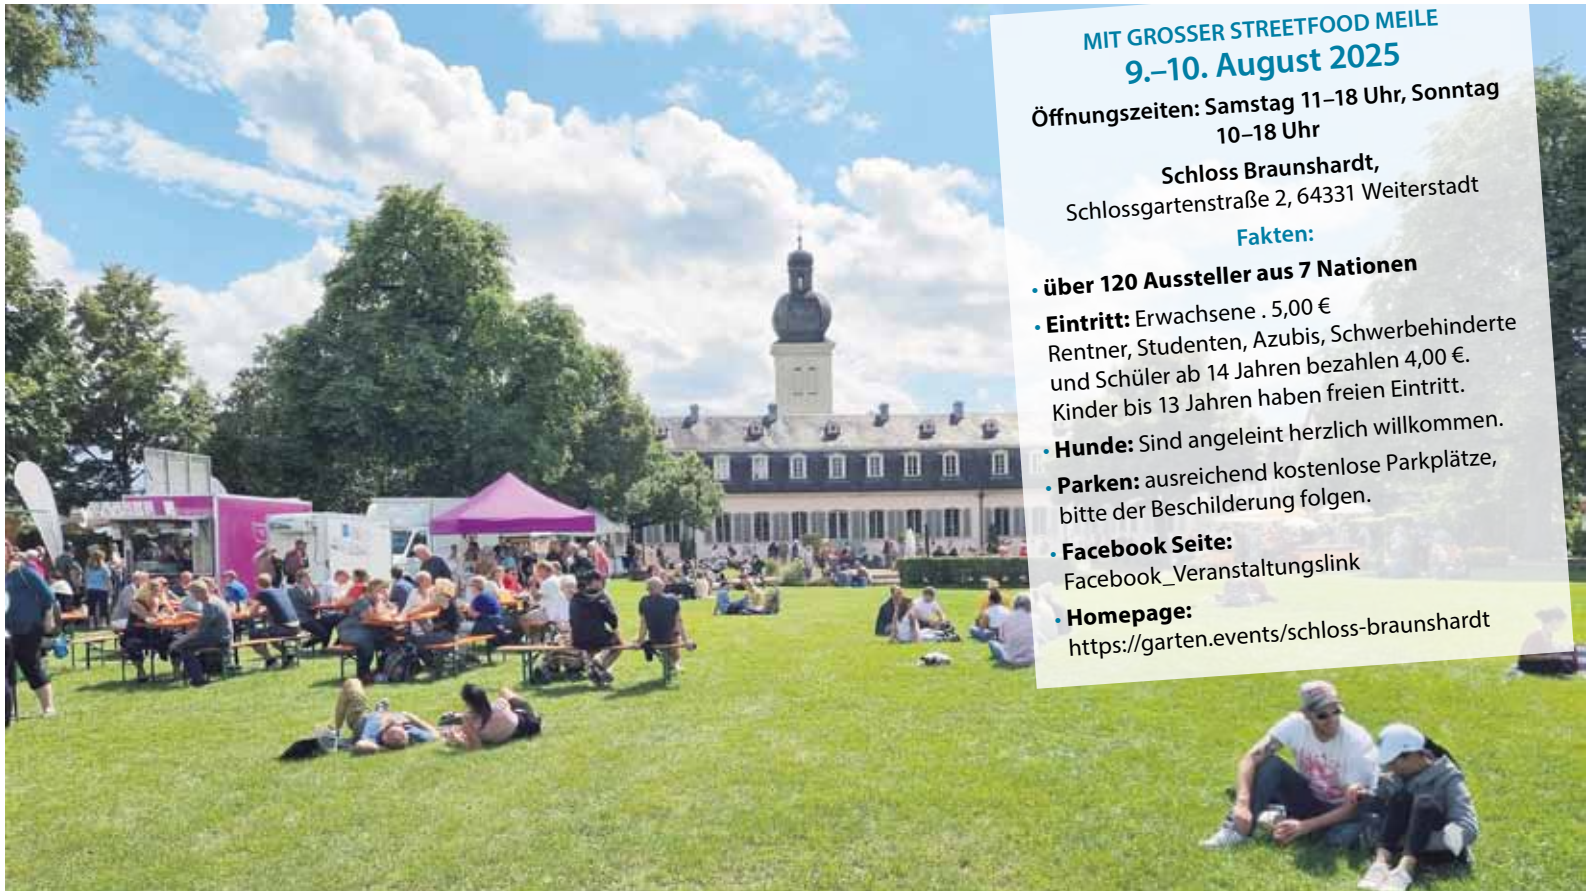 MIT GROSSER STREETFOOD MEILE
9.–10. August 2025
Öffnungszeiten: Samstag 11–18 Uhr, Sonntag
10–18 Uhr
Schloss Braunshardt,
Schlossgartenstraße 2, 64331 Weiterstadt
Fakten:
• über 120 Aussteller aus 7 Nationen
• Eintritt: Erwachsene . 5,00 €
Rentner, Studenten, Azubis, Schwerbehinderte
und Schüler ab 14 Jahren bezahlen 4,00 €.
Kinder bis 13 Jahren haben freien Eintritt.
• Hunde: Sind angeleint herzlich willkommen.
• Parken: ausreichend kostenlose Parkplätze,
bitte der Beschilderung folgen.
• Facebook Seite:
Facebook_Veranstaltungslink
• Homepage:
https://garten.events/schloss-braunshardt